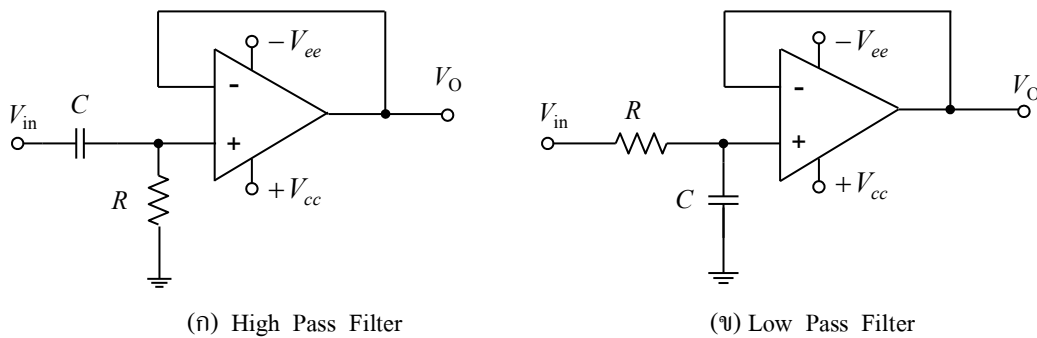 −Vee
C
Vin
-
+
VO
R
+Vcc
(ก) High Pass Filter
−Vee
R
Vin
-
+
VO
C
+Vcc
(ข) Low Pass Filter